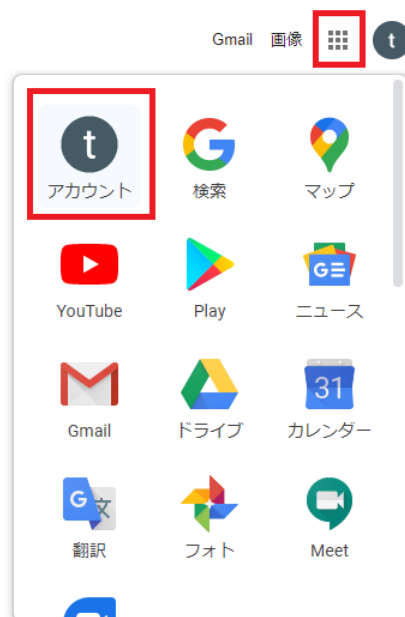 Gmail 画像 t
t
アカウント 検索 マップ
G≡
YouTube Play ニュース
31
Gmail ドライブ カレンダー
G 文
翻訳 フォト Meet